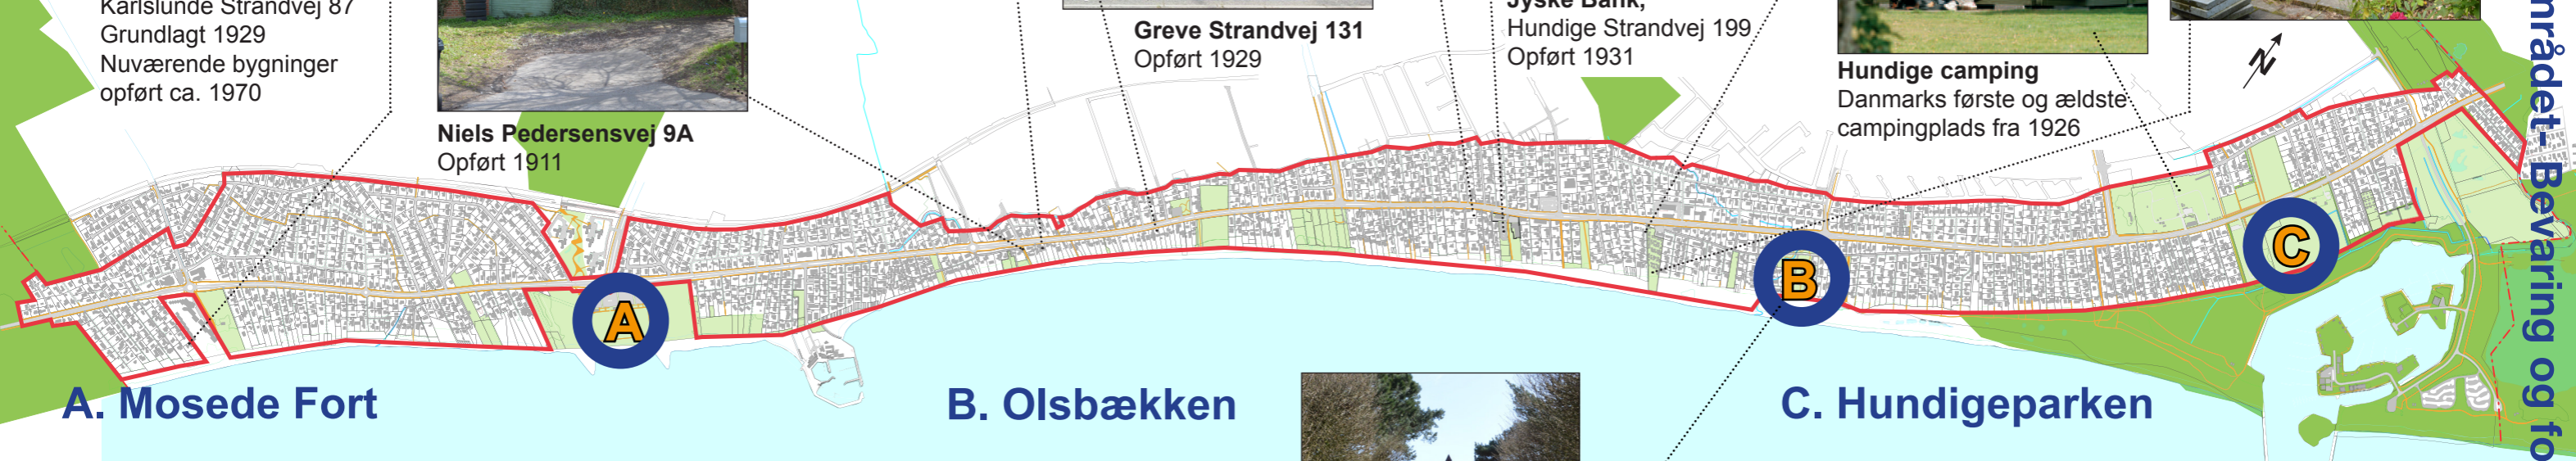 Karlslunde Strandvej 87
Grundlagt 1929
Nuværende bygninger
opført ca. 1970
Niels Pedersensvej 9A
Opført 1911
Greve Strandvej 131
Opført 1929
Jyske Bank,
Hundige Strandvej 199
Opført 1931
Hundige camping
Danmarks første og ældste
campingplads fra 1926
N
A
B
C
A. Mosede Fort
B. Olsbækken
C. Hundigeparken
Bevaring og